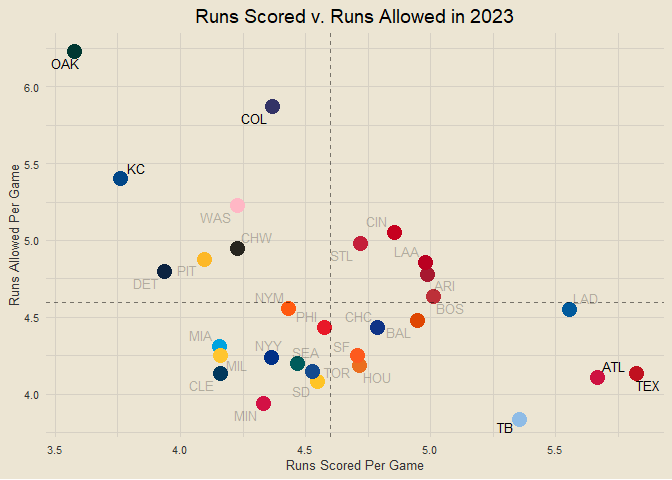 Runs Scored v. Runs Allowed in 2023
OAK
6.0
COL
5.5
KC
WAS
CIN
5.0
CHW
STL
LAA
PIT
DET
ARI
NYM
LAD
BOS
Runs Allowed Per Game
4.5
PHI
CHC
BAL
MIA
NYY
SEA
SF
MIL
TOR
HOU
ATL
CLE
TEX
4.0
SD
MIN
TB
3.5
4.0
4.5
5.0
5.5
Runs Scored Per Game